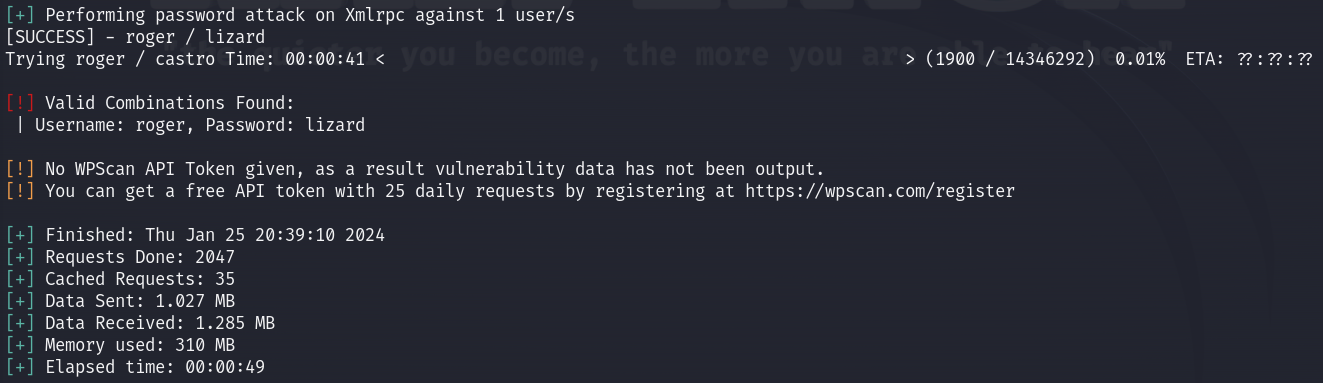 [+] Performing password attack on Xmlrpc against 1 user/s
[SUCCESS] - roger / lizard
Trying roger / castro Time: 00:00:41 < > (1900 / 14346292)  0.01%  ETA: ??:??:??
[!] Valid Combinations Found:
 | Username: roger, Password: lizard
[!] No WPScan API Token given, as a result vulnerability data has not been output.
[!] You can get a free API token with 25 daily requests by registering at https://wpscan.com/register
[+] Finished: Thu Jan 25 20:39:10 2024
[+] Requests Done: 2047
[+] Cached Requests: 35
[+] Data Sent: 1.027 MB
[+] Data Received: 1.285 MB
[+] Memory used: 310 MB
[+] Elapsed time: 00:00:49